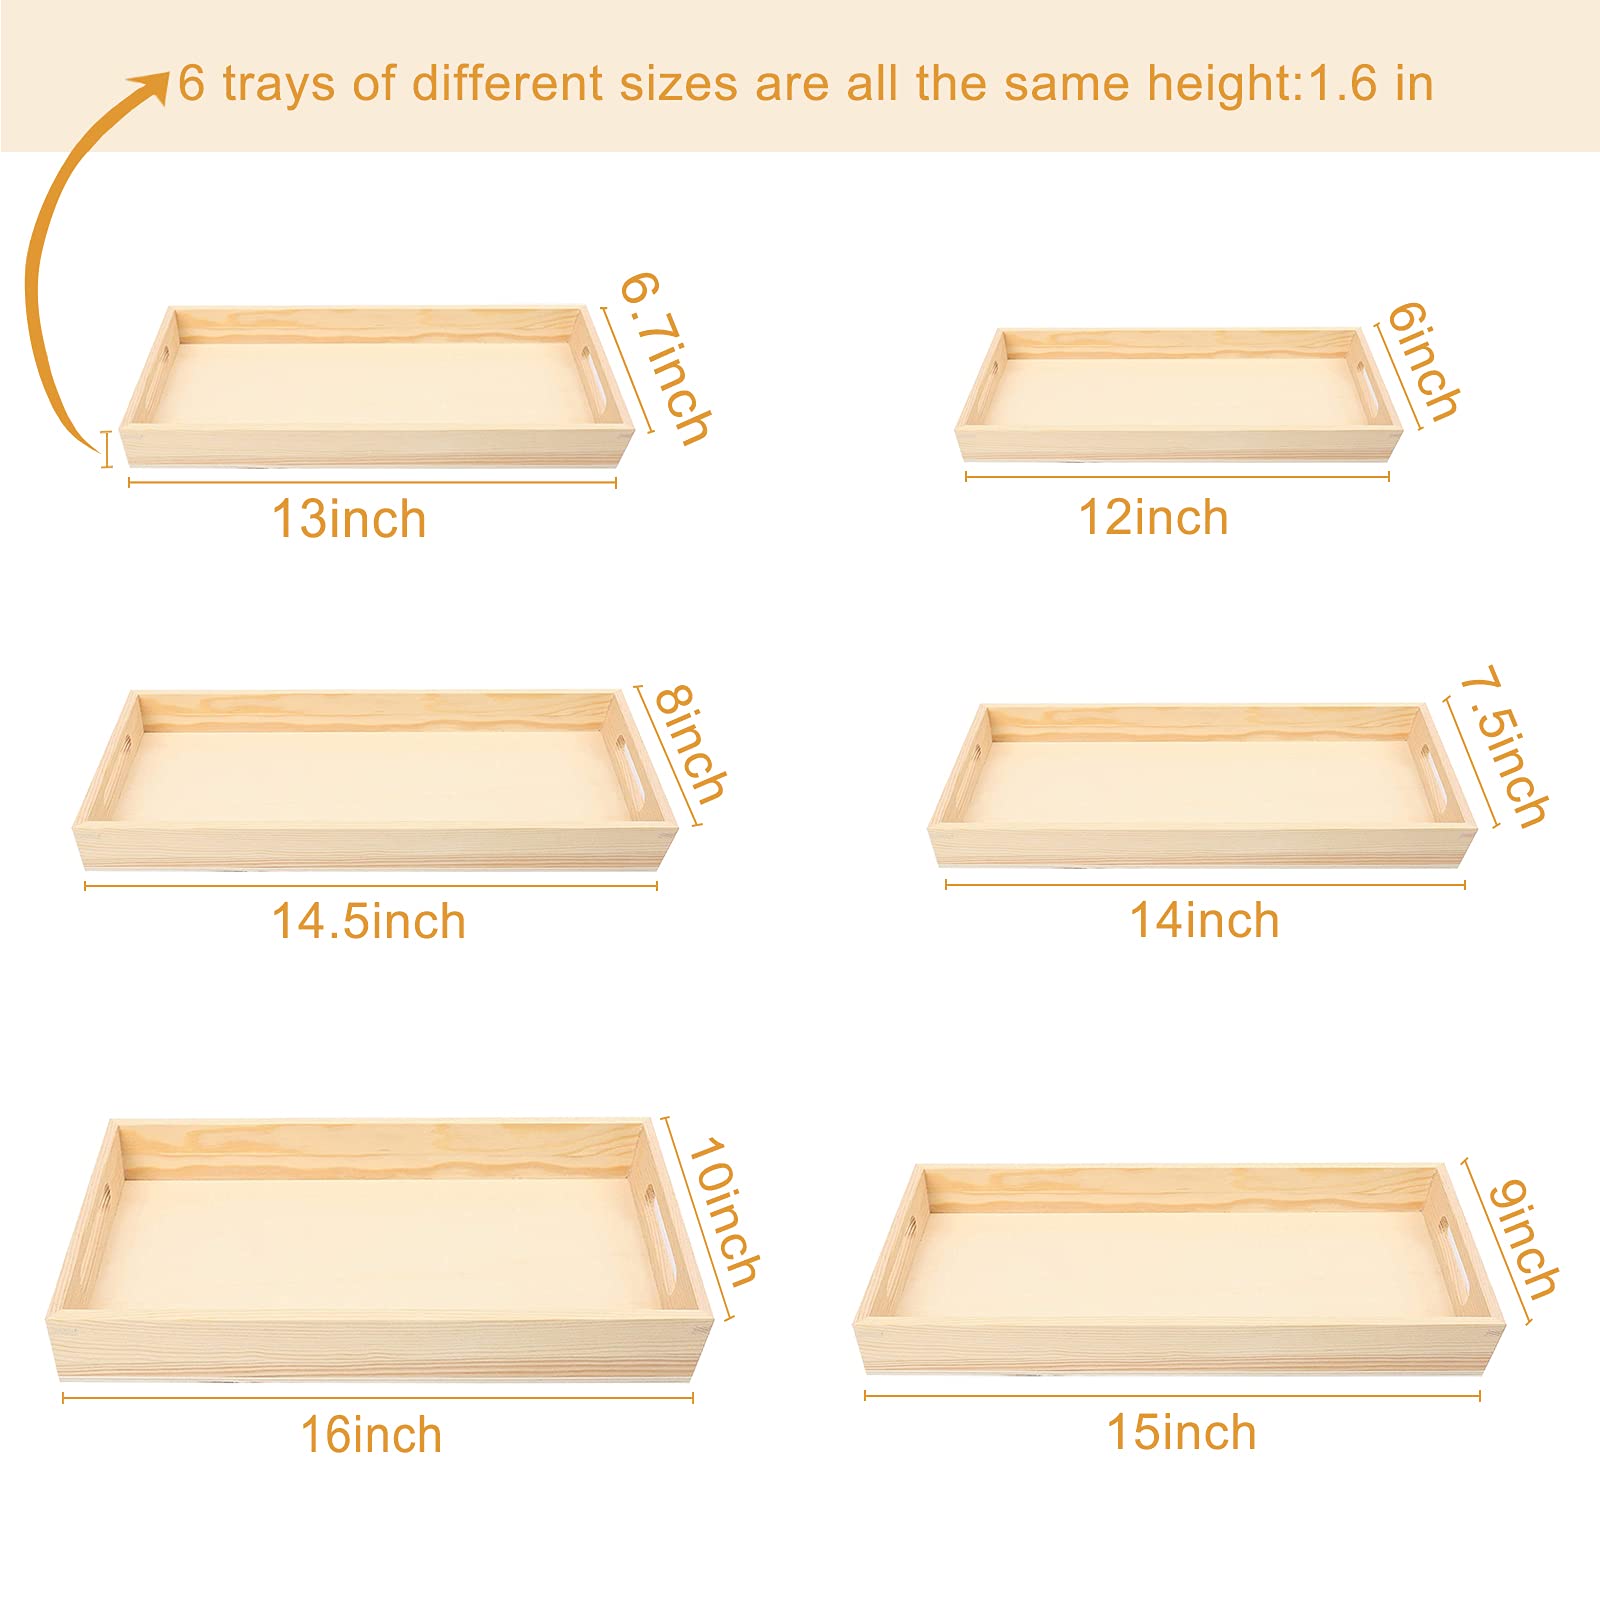 6 trays of different sizes are all the same height:1.6 in
6.7inch
13inch
6inch
12inch
8inch
14.5inch
7.5inch
14inch
10inch
16inch
9inch
15inch